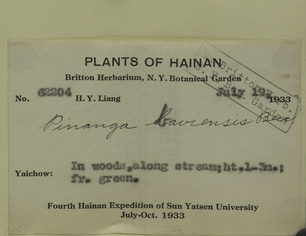 PLANTS OF HAINAN
Britton Herbarium, N. Y. Botanical Garden
No. 62204 H. Y. Liang July 19, 1933
Pinanga
Yaichow: In woods, along stream; ht. 1-3m.;
fr. green.
Fourth Hainan Expedition of Sun Yatsen University
July-Oct. 1933